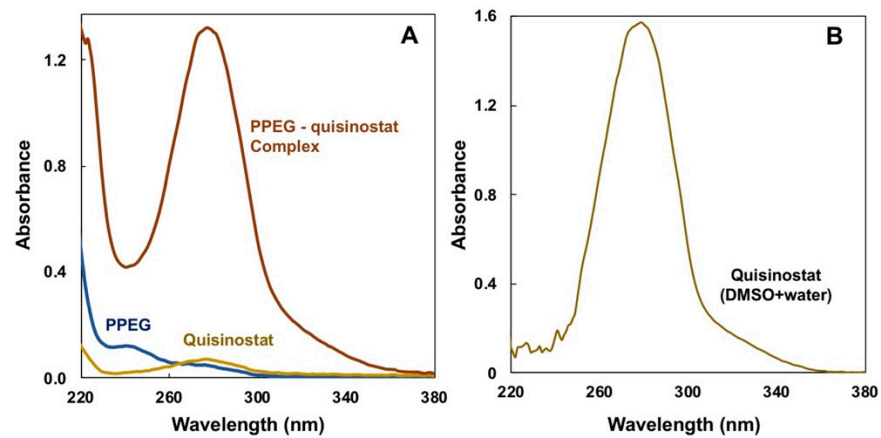 A
1.2
0.8
0.4
0.0
Absorbance
PPEG - quisinostat
Complex
PPEG
Quisinostat
220 260 300 340 380
Wavelength (nm)
B
1.6
1.2
0.8
0.4
0
Absorbance
Quisinostat
(DMSO+water)
220 260 300 340 380
Wavelength (nm)